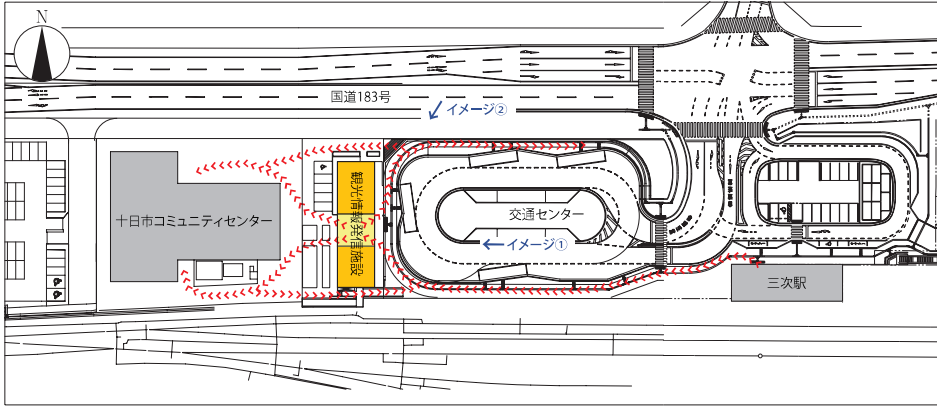 N
国道183号
イメージ②
観光情報発信施設
十日市コミュニティセンター
交通センター
イメージ①
三次駅